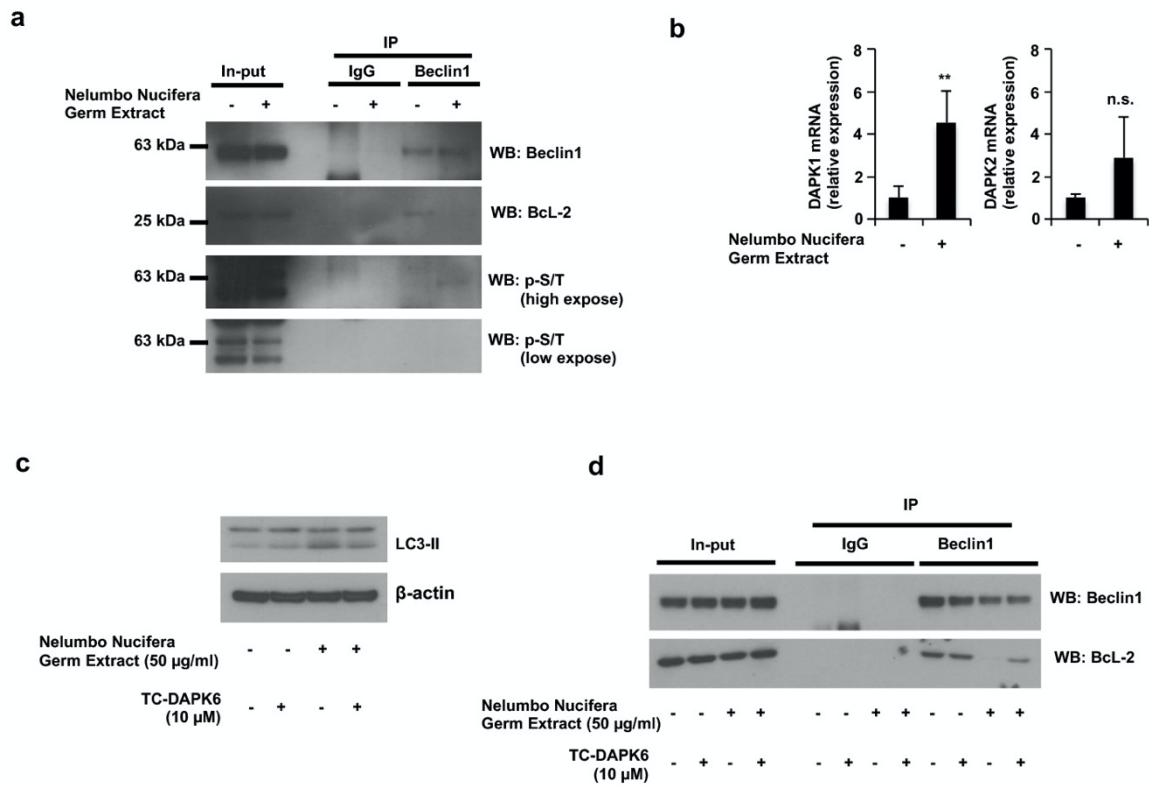 a
IP
In-put IgG Beclin1
Nelumbo Nucifera
Germ Extract
- + - + - +
63 kDa
WB: Beclin1
25 kDa
WB: BcL-2
63 kDa
WB: p-S/T
(high expose)
63 kDa
WB: p-S/T
(low expose)
b
DAPK1 mRNA
(relative expression)
8
6
4
2
0
**
DAPK2 mRNA
(relative expression)
8
6
4
2
0
n.s.
Nelumbo Nucifera
Germ Extract
- + - +
c
LC3-II
β-actin
Nelumbo Nucifera
Germ Extract (50 µg/ml)
- - + +
TC-DAPK6
(10 µM)
- + - +
d
IP
In-put IgG Beclin1
WB: Beclin1
WB: BcL-2
Nelumbo Nucifera
Germ Extract (50 µg/ml)
- - + + - - + + - - + +
TC-DAPK6
(10 µM)
- + - + - + - + - + - +